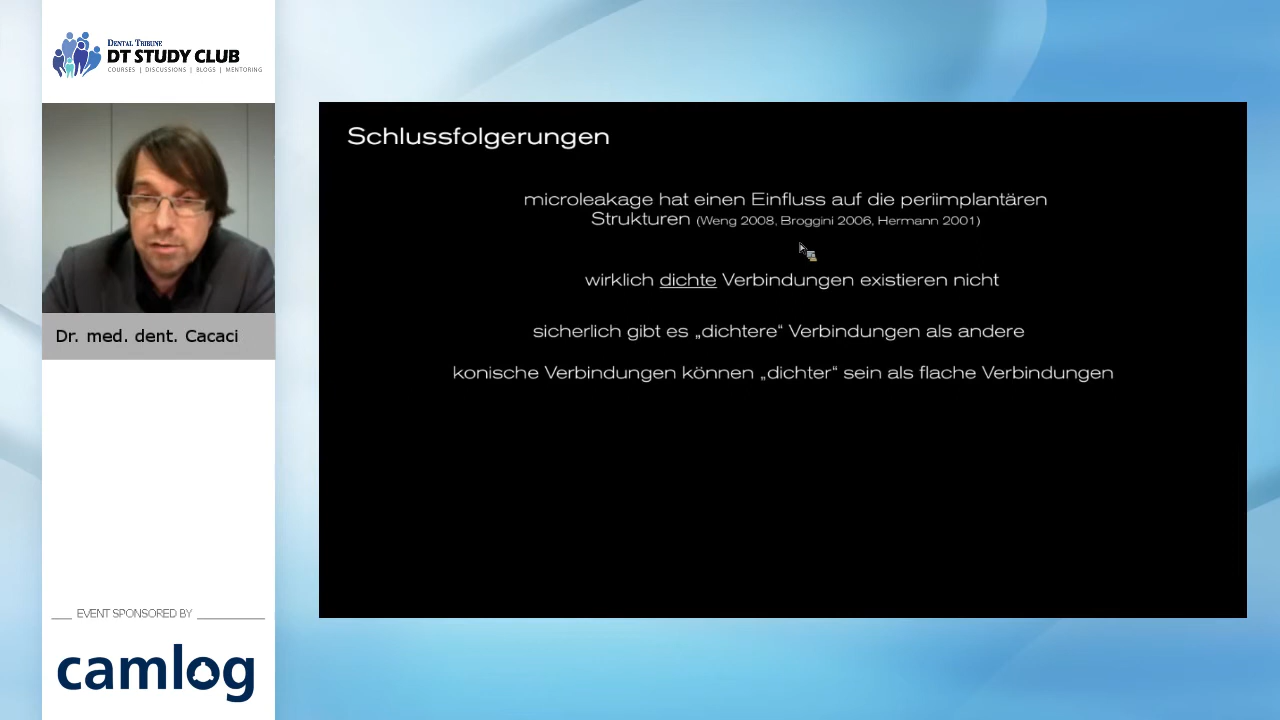 DENTAL TRIBUNE
DT STUDY CLUB
COURSES | DISCUSSIONS | BLOGS | MENTORING
Dr. med. dent. Cacaci
EVENT SPONSORED BY
camlog
Schlussfolgerungen
microleakage hat einen Einfluss auf die periimplantären
Strukturen (Weng 2008, Broggini 2006, Hermann 2001)
wirklich dichte Verbindungen existieren nicht
sicherlich gibt es „dichtere“ Verbindungen als andere
konische Verbindungen können „dichter“ sein als flache Verbindungen